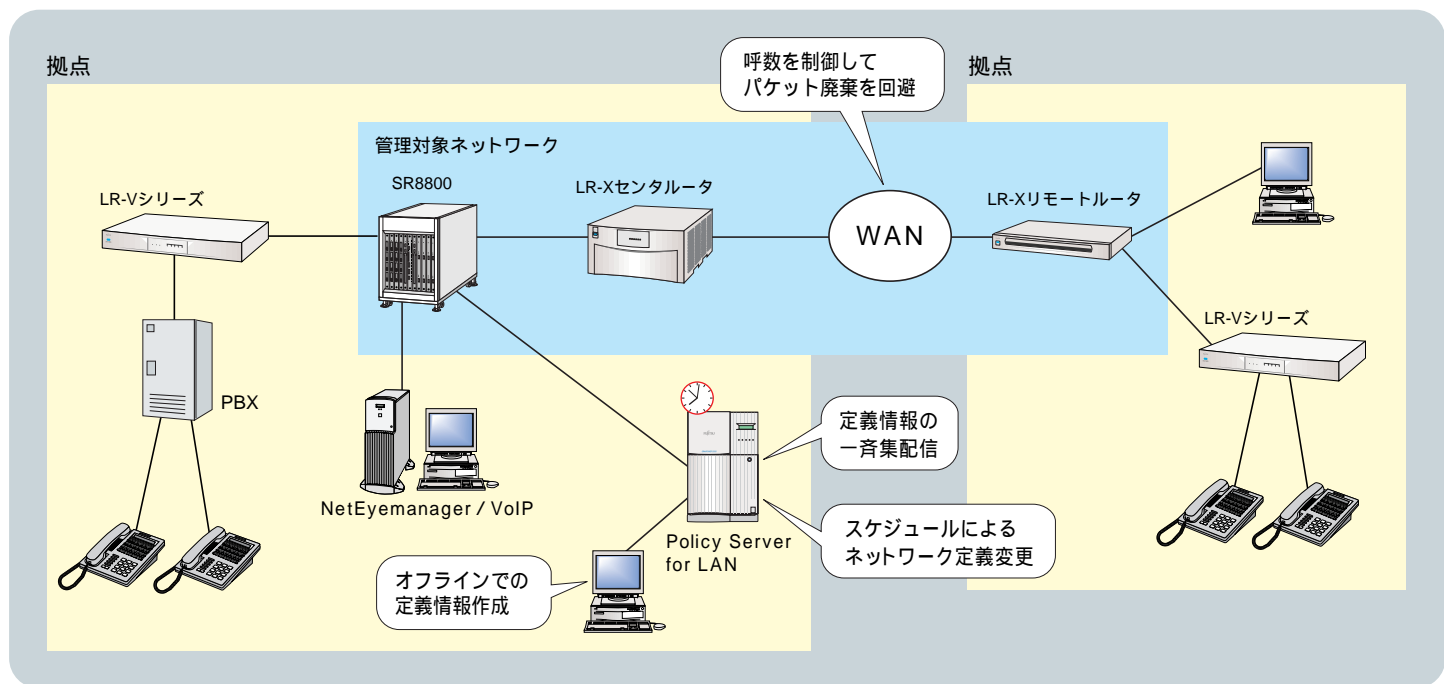 拠点
呼数を制御して
パケット廃棄を回避
拠点
管理対象ネットワーク
SR8800
LR-Xセンタルータ
LR-Vシリーズ
LR-Xリモートルータ
WAN
LR-Vシリーズ
PBX
NetEyemanager / VoIP
定義情報の
一斉集配信
Policy Server
for LAN
スケジュールによる
ネットワーク定義変更
オフラインでの
定義情報作成